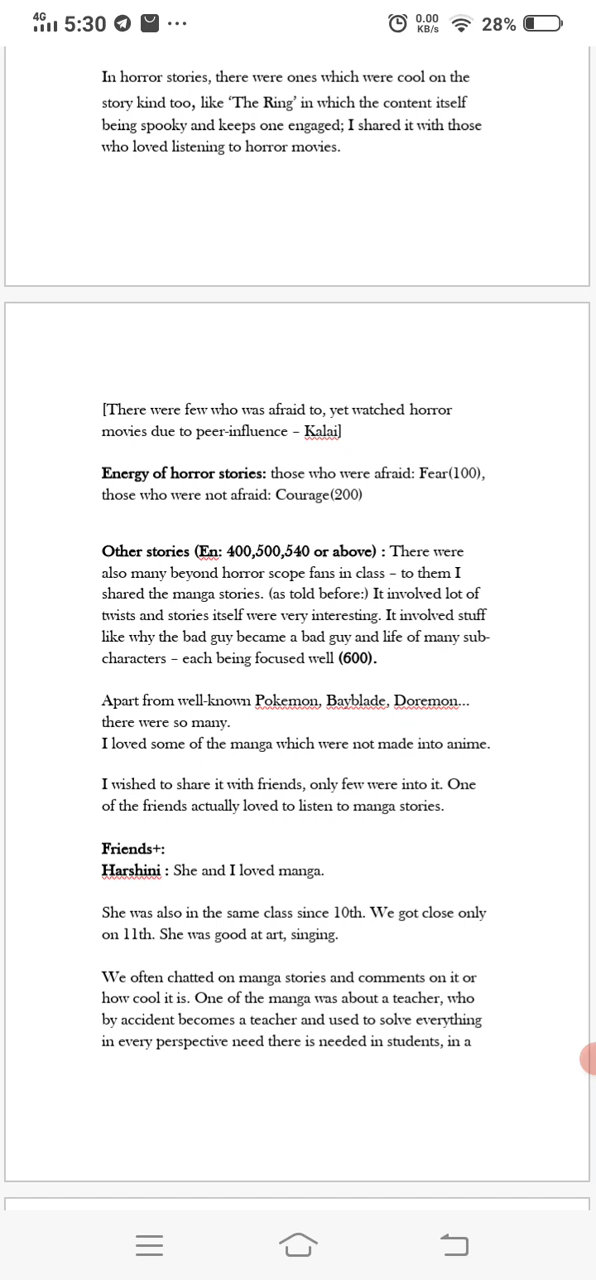 4G 5:30 ... 0.00 KB/s 28%
In horror stories, there were ones which were cool on the
story kind too, like ‘The Ring’ in which the content itself
being spooky and keeps one engaged; I shared it with those
who loved listening to horror movies.
[There were few who was afraid to, yet watched horror
movies due to peer-influence – Kalai]
Energy of horror stories: those who were afraid: Fear(100),
those who were not afraid: Courage(200)
Other stories (En: 400,500,540 or above) : There were
also many beyond horror scope fans in class – to them I
shared the manga stories. (as told before:) It involved lot of
twists and stories itself were very interesting. It involved stuff
like why the bad guy became a bad guy and life of many sub-
characters – each being focused well (600).
Apart from well-known Pokemon, Bayblade, Doremon...
there were so many.
I loved some of the manga which were not made into anime.
I wished to share it with friends, only few were into it. One
of the friends actually loved to listen to manga stories.
Friends+:
Harshini : She and I loved manga.
She was also in the same class since 10th. We got close only
on 11th. She was good at art, singing.
We often chatted on manga stories and comments on it or
how cool it is. One of the manga was about a teacher, who
by accident becomes a teacher and used to solve everything
in every perspective need there is needed in students, in a